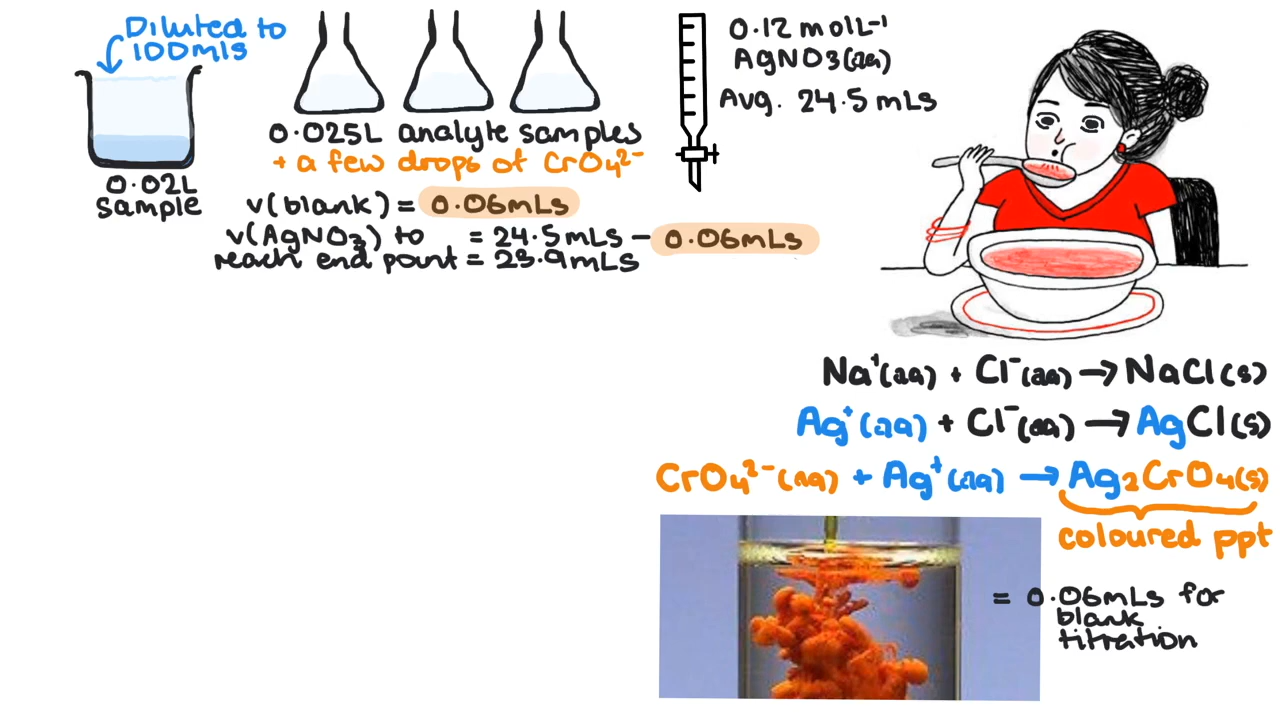 Diluted to
100mls
0.02L
sample
0.025L analyte samples
+ a few drops of CrO4²⁻
0.12 molL⁻¹
AgNO3(aq)
Avg. 24.5 mLs
v(blank) = 0.06mLs
v(AgNO3) to = 24.5mLs - 0.06mLs
reach end point = 23.9mLs
Na⁺(aq) + Cl⁻(aq) → NaCl(s)
Ag⁺(aq) + Cl⁻(aq) → AgCl(s)
CrO4²⁻(aq) + Ag⁺(aq) → Ag2CrO4(s)
coloured ppt
= 0.06mLs for
blank
titration